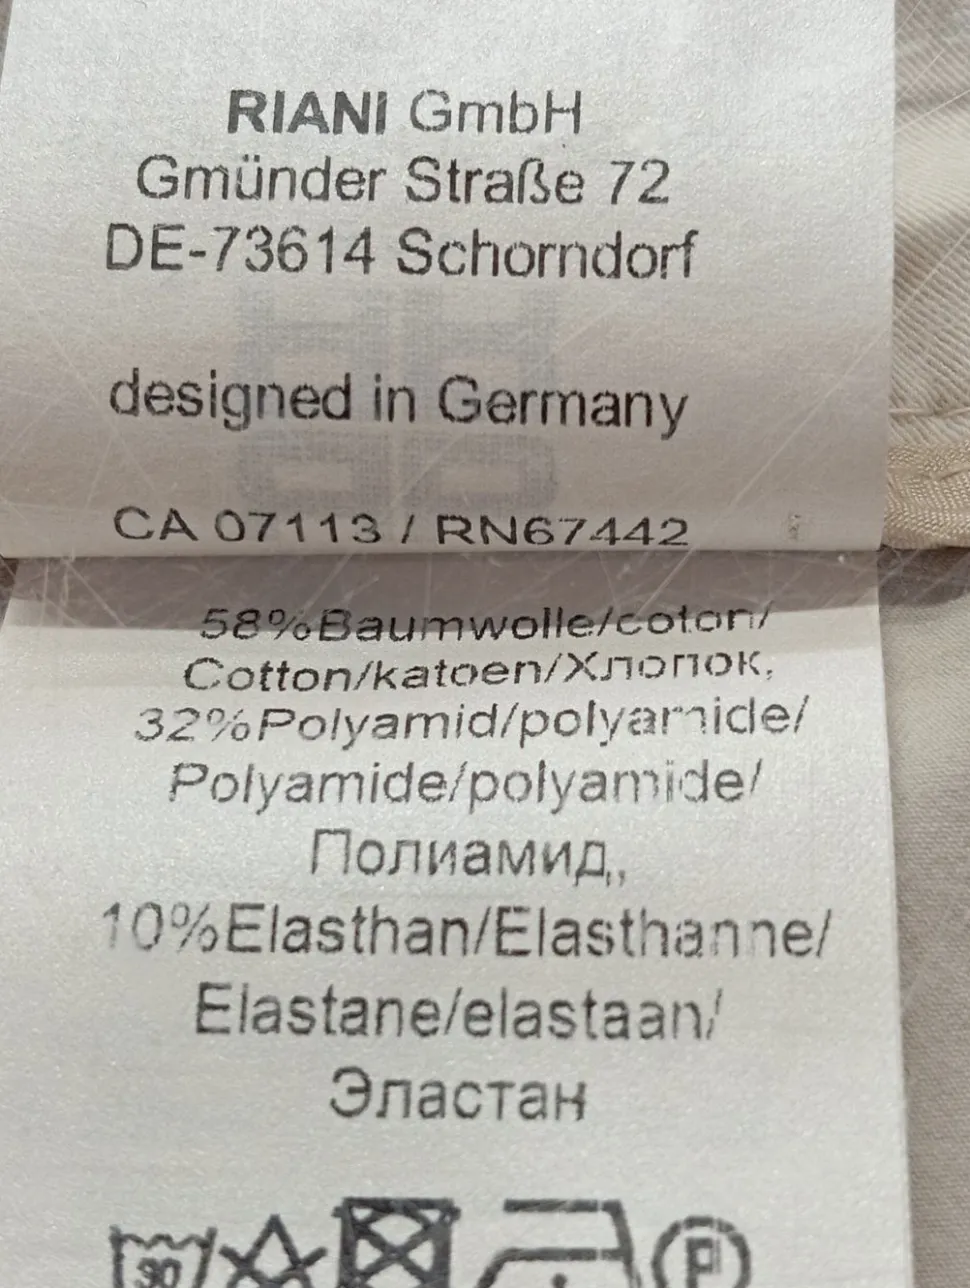 RIANI GmbH
Gmünder Straße 72
DE-73614 Schorndorf
designed in Germany
CA 07113 / RN67442
58%Baumwolle/coton/
Cotton/katoen/Хлопок,
32%Polyamid/polyamide/
Polyamide/polyamide/
Полиамид,
10%Elasthan/Elasthanne/
Elastane/elastaan/
Эластан
30
P